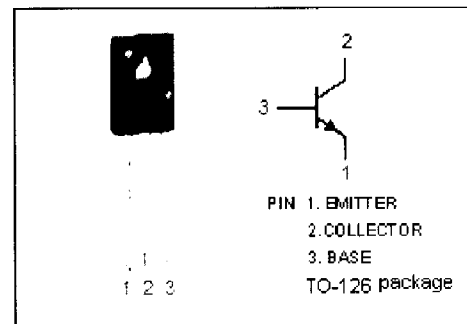 2
3
1
PIN 1. EMITTER
2. COLLECTOR
3. BASE
TO-126 package
1 2 3